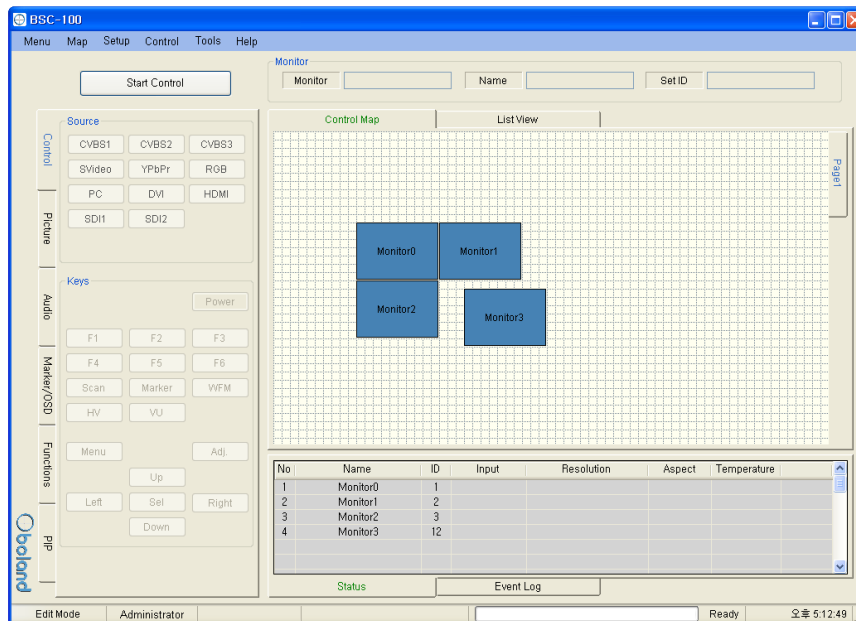 BSC-100
Menu Map Setup Control Tools Help
Start Control
Monitor
Monitor Name Set ID
Control
Picture
Audio
Marker/OSD
Functions
PIP
boland
Source
CVBS1 CVBS2 CVBS3
SVideo YPbPr RGB
PC DVI HDMI
SDI1 SDI2
Keys
Power
F1 F2 F3
F4 F5 F6
Scan Marker WFM
HV VU
Menu Adj.
Up
Left Sel Right
Down
Control Map List View
Page1
Monitor0 Monitor1
Monitor2 Monitor3
No Name ID Input Resolution Aspect Temperature
1 Monitor0 1
2 Monitor1 2
3 Monitor2 3
4 Monitor3 12
Status Event Log
Edit Mode Administrator Ready 오후 5:12:49